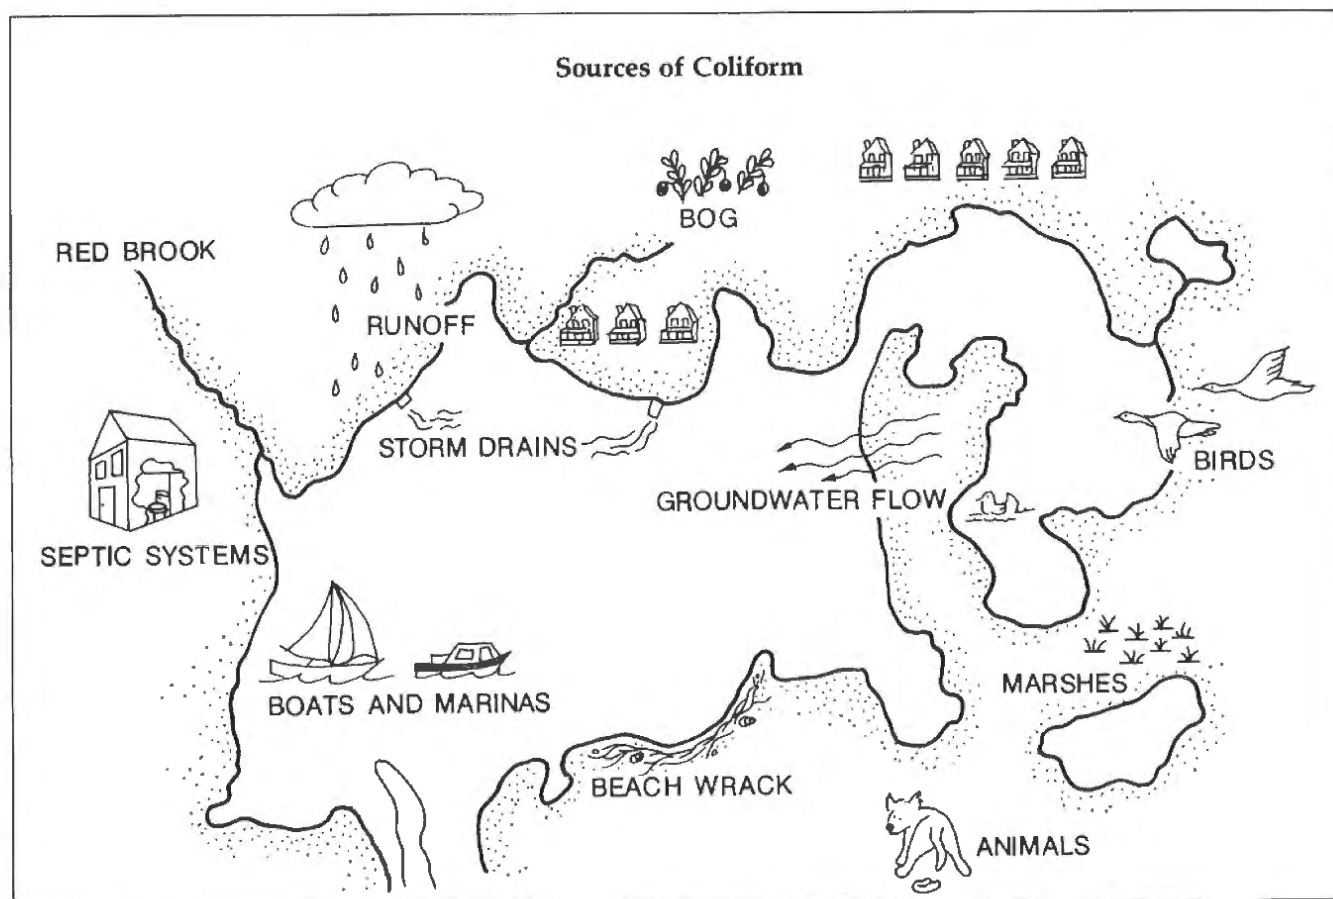 Sources of Coliform
BOG
RED BROOK
RUNOFF
STORM DRAINS
BIRDS
GROUNDWATER FLOW
SEPTIC SYSTEMS
MARSHES
BOATS AND MARINAS
BEACH WRACK
ANIMALS